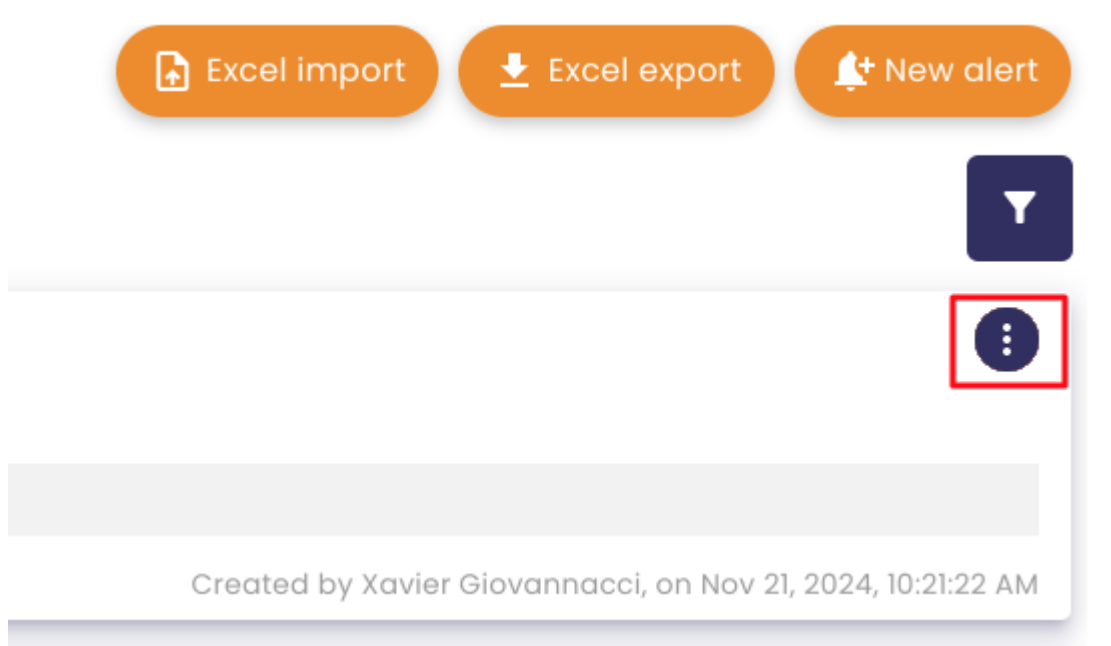 Excel import Excel export New alert
Created by Xavier Giovannacci, on Nov 21, 2024, 10:21:22 AM